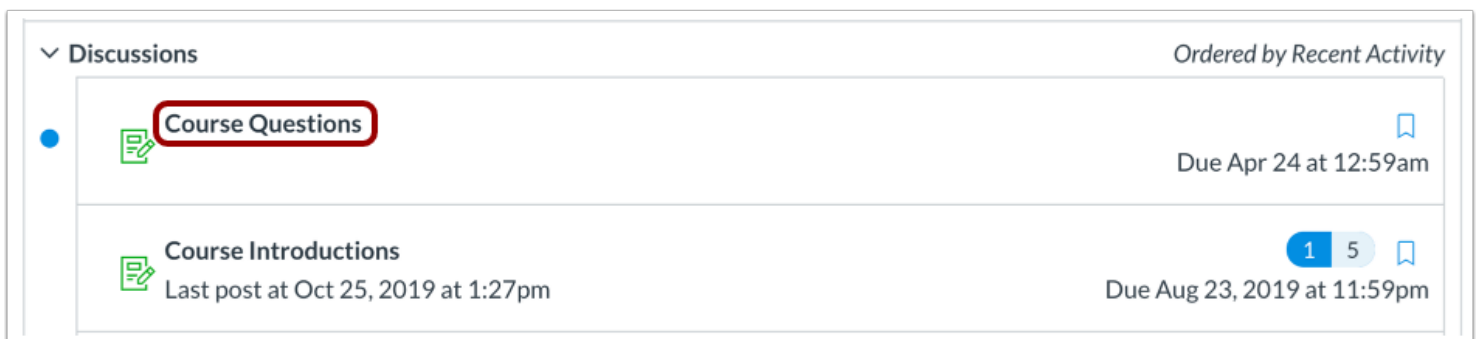 Discussions Ordered by Recent Activity
Course Questions
Due Apr 24 at 12:59am
Course Introductions 1 5
Last post at Oct 25, 2019 at 1:27pm Due Aug 23, 2019 at 11:59pm